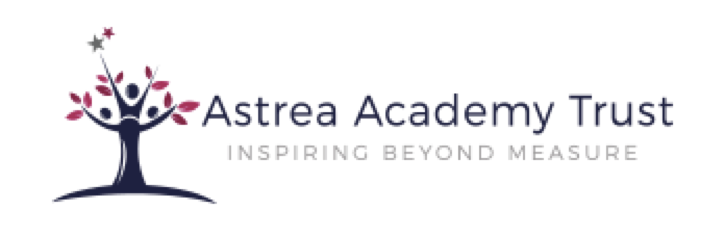 Astrea Academy Trust
INSPIRING BEYOND MEASURE